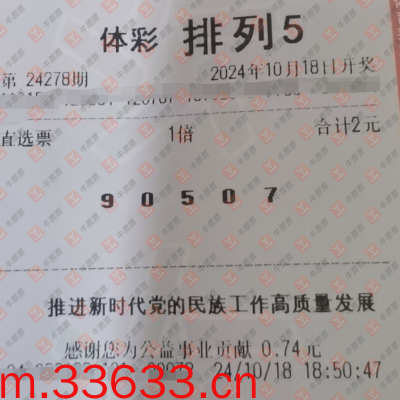 体彩 排列5
第 24278期 2024年10月18日开奖
直选票 1倍 合计2元
9 0 5 0 7
推进新时代党的民族工作高质量发展
感谢您为公益事业贡献 0.74元
24/10/18 18:50:47
m.33633.cn